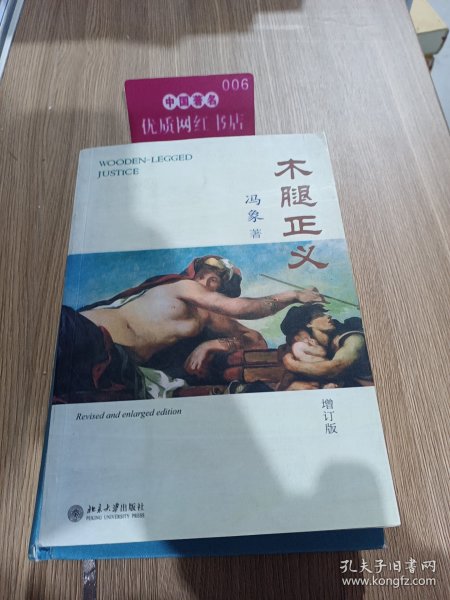 006
中国著名
优质网红书店
WOODEN-LEGGED
JUSTICE
木腿正义
冯象 著
Revised and enlarged edition
增订版
北京大学出版社
PEKING UNIVERSITY PRESS
孔夫子旧书网
www.kongfz.com